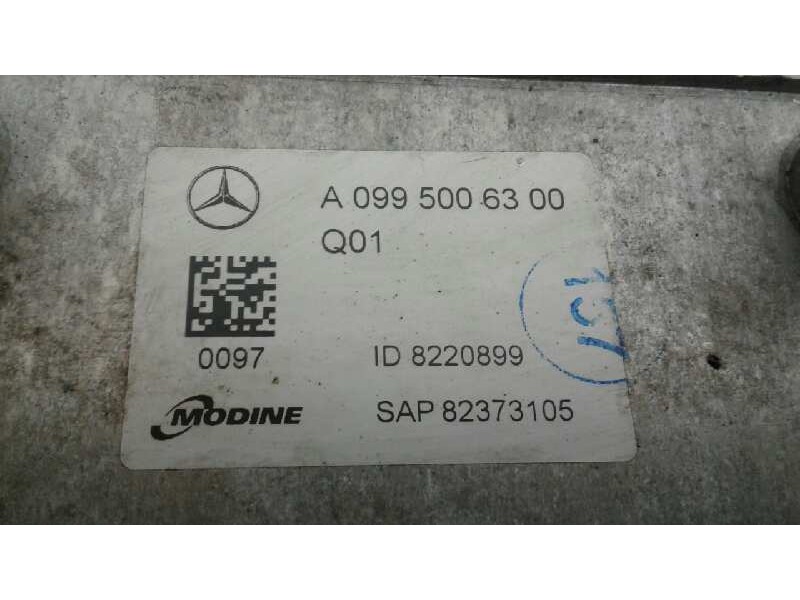 A 099 500 63 00
Q01
0097
ID 8220899
MODINE
SAP 82373105